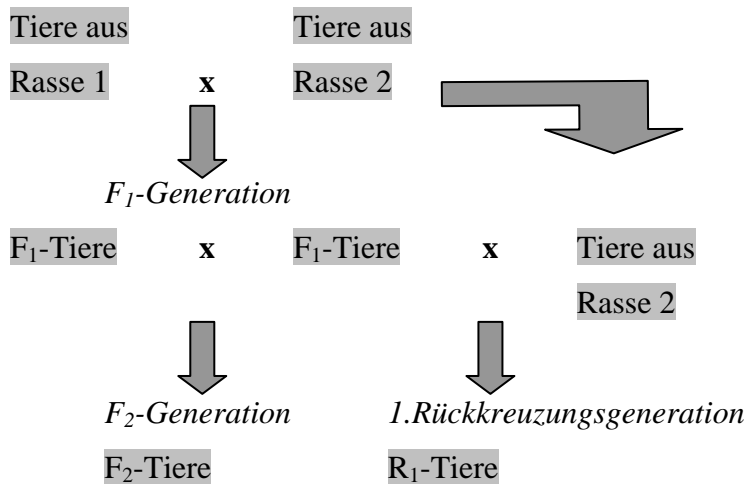 Tiere aus Tiere aus
Rasse 1 x Rasse 2
F₁-Generation
F₁-Tiere x F₁-Tiere x Tiere aus
Rasse 2
F₂-Generation 1.Rückkreuzungsgeneration
F₂-Tiere R₁-Tiere